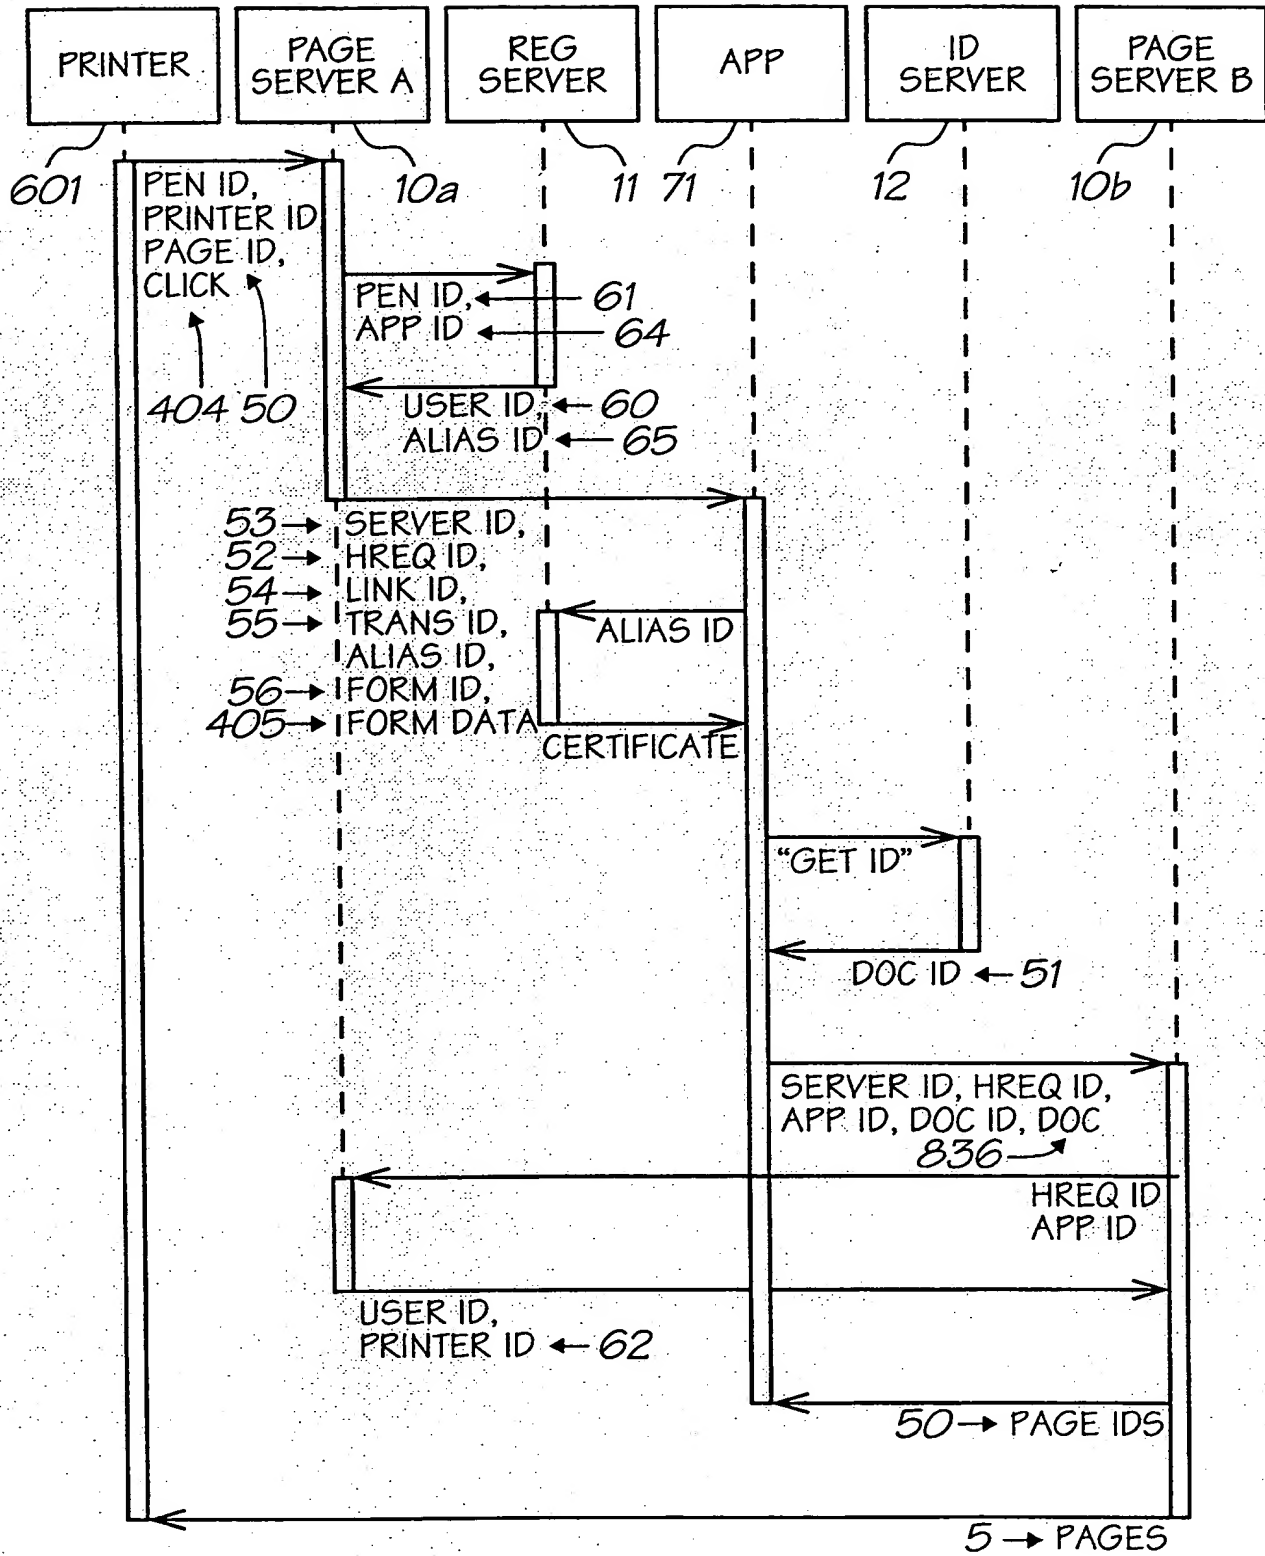 PRINTER
PAGE
SERVER A
REG
SERVER
APP
ID
SERVER
PAGE
SERVER B
601
10a
11
71
12
10b
PEN ID,
PRINTER ID
PAGE ID,
CLICK
404
50
PEN ID,
61
APP ID
64
USER ID,
60
ALIAS ID
65
53
SERVER ID,
52
HREQ ID,
54
LINK ID,
55
TRANS ID,
ALIAS ID,
56
FORM ID,
405
FORM DATA
ALIAS ID
CERTIFICATE
“GET ID”
DOC ID
51
SERVER ID, HREQ ID,
APP ID, DOC ID, DOC
836
HREQ ID
APP ID
USER ID,
PRINTER ID
62
50
PAGE IDS
5
PAGES